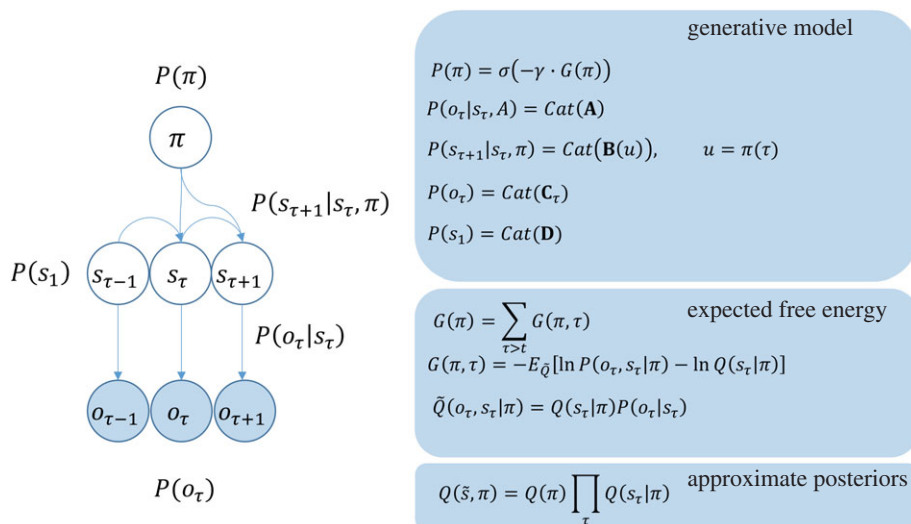 P(π)
π
P(s_{τ+1}|s_τ, π)
P(s_1)
s_{τ−1}
s_τ
s_{τ+1}
P(o_τ|s_τ)
o_{τ−1}
o_τ
o_{τ+1}
P(o_τ)
generative model
P(π) = σ(−γ · G(π))
P(o_τ|s_τ, A) = Cat(A)
P(s_{τ+1}|s_τ, π) = Cat(B(u)), u = π(τ)
P(o_τ) = Cat(C_τ)
P(s_1) = Cat(D)
expected free energy
G(π) = ∑_{τ>t} G(π, τ)
G(π, τ) = −E_{Q̃}[ln P(o_τ, s_τ|π) − ln Q(s_τ|π)]
Q̃(o_τ, s_τ|π) = Q(s_τ|π)P(o_τ|s_τ)
approximate posteriors
Q(s̃, π) = Q(π) ∏_τ Q(s_τ|π)